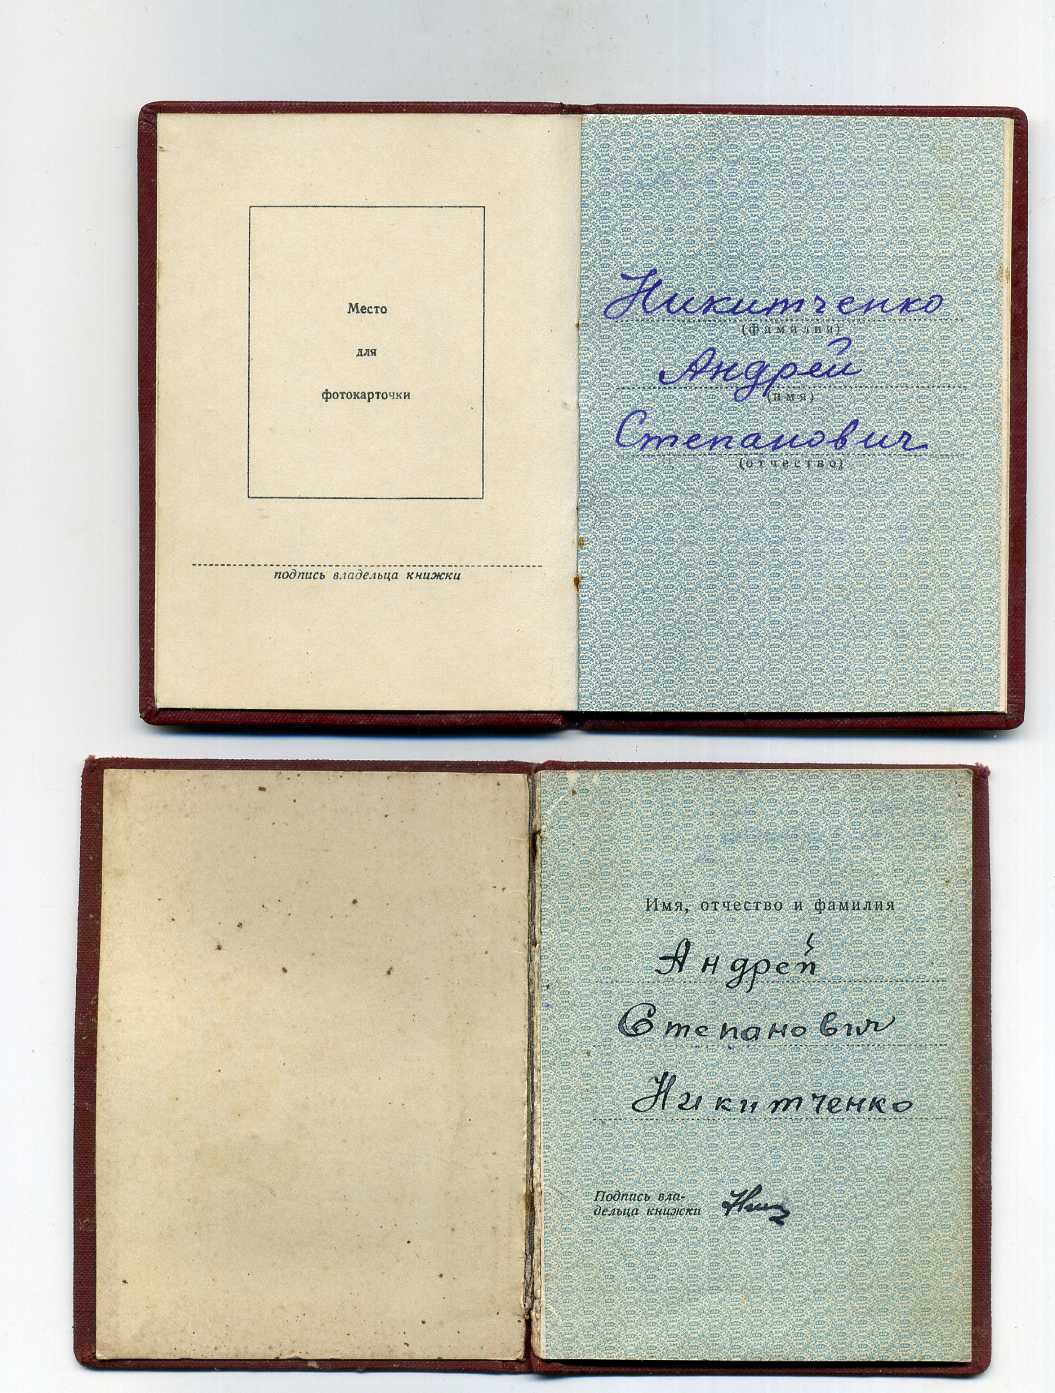 Место
для
фотокарточки
подпись владельца книжки
Никитченко
(фамилия)
Андрей
(имя)
Степанович
(отчество)
Имя, отчество и фамилия
Андрей
Степанович
Никитченко
Подпись вла-
дельца книжки